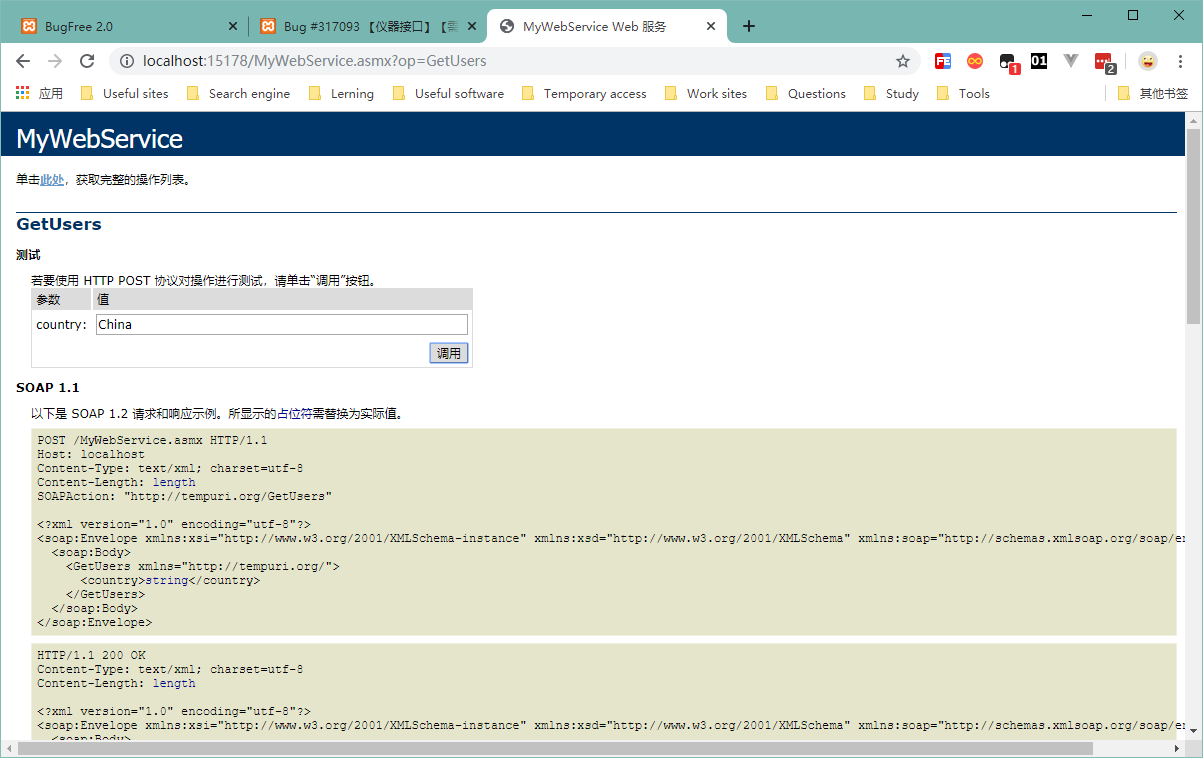 BugFree 2.0
Bug #317093 【仪器接口】【需
MyWebService Web 服务
localhost:15178/MyWebService.asmx?op=GetUsers
FE
1
01
2
应用
Useful sites
Search engine
Lerning
Useful software
Temporary access
Work sites
Questions
Study
Tools
其他书签
MyWebService
单击此处，获取完整的操作列表。
GetUsers
测试
若要使用 HTTP POST 协议对操作进行测试，请单击“调用”按钮。
参数 值
country: China
调用
SOAP 1.1
以下是 SOAP 1.2 请求和响应示例。所显示的占位符需替换为实际值。
POST /MyWebService.asmx HTTP/1.1
Host: localhost
Content-Type: text/xml; charset=utf-8
Content-Length: length
SOAPAction: "http://tempuri.org/GetUsers"
<?xml version="1.0" encoding="utf-8"?>
<soap:Envelope xmlns:xsi="http://www.w3.org/2001/XMLSchema-instance" xmlns:xsd="http://www.w3.org/2001/XMLSchema" xmlns:soap="http://schemas.xmlsoap.org/soap/en
<soap:Body>
<GetUsers xmlns="http://tempuri.org/">
<country>string</country>
</GetUsers>
</soap:Body>
</soap:Envelope>
HTTP/1.1 200 OK
Content-Type: text/xml; charset=utf-8
Content-Length: length
<?xml version="1.0" encoding="utf-8"?>
<soap:Envelope xmlns:xsi="http://www.w3.org/2001/XMLSchema-instance" xmlns:xsd="http://www.w3.org/2001/XMLSchema" xmlns:soap="http://schemas.xmlsoap.org/soap/en
<soap:Body>